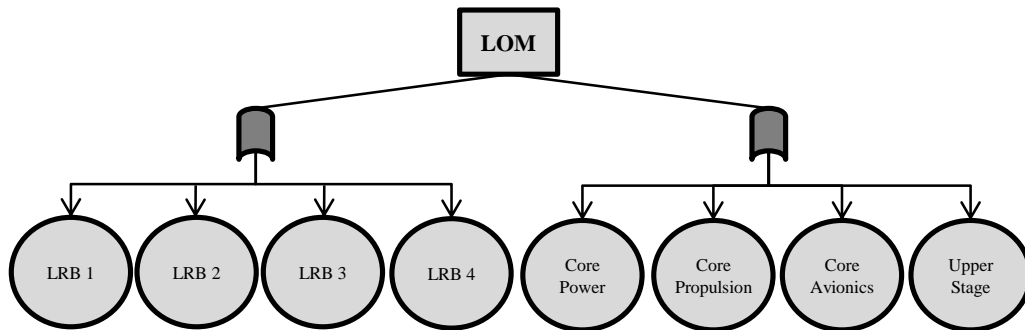 LOM
LRB 1
LRB 2
LRB 3
LRB 4
Core
Power
Core
Propulsion
Core
Avionics
Upper
Stage